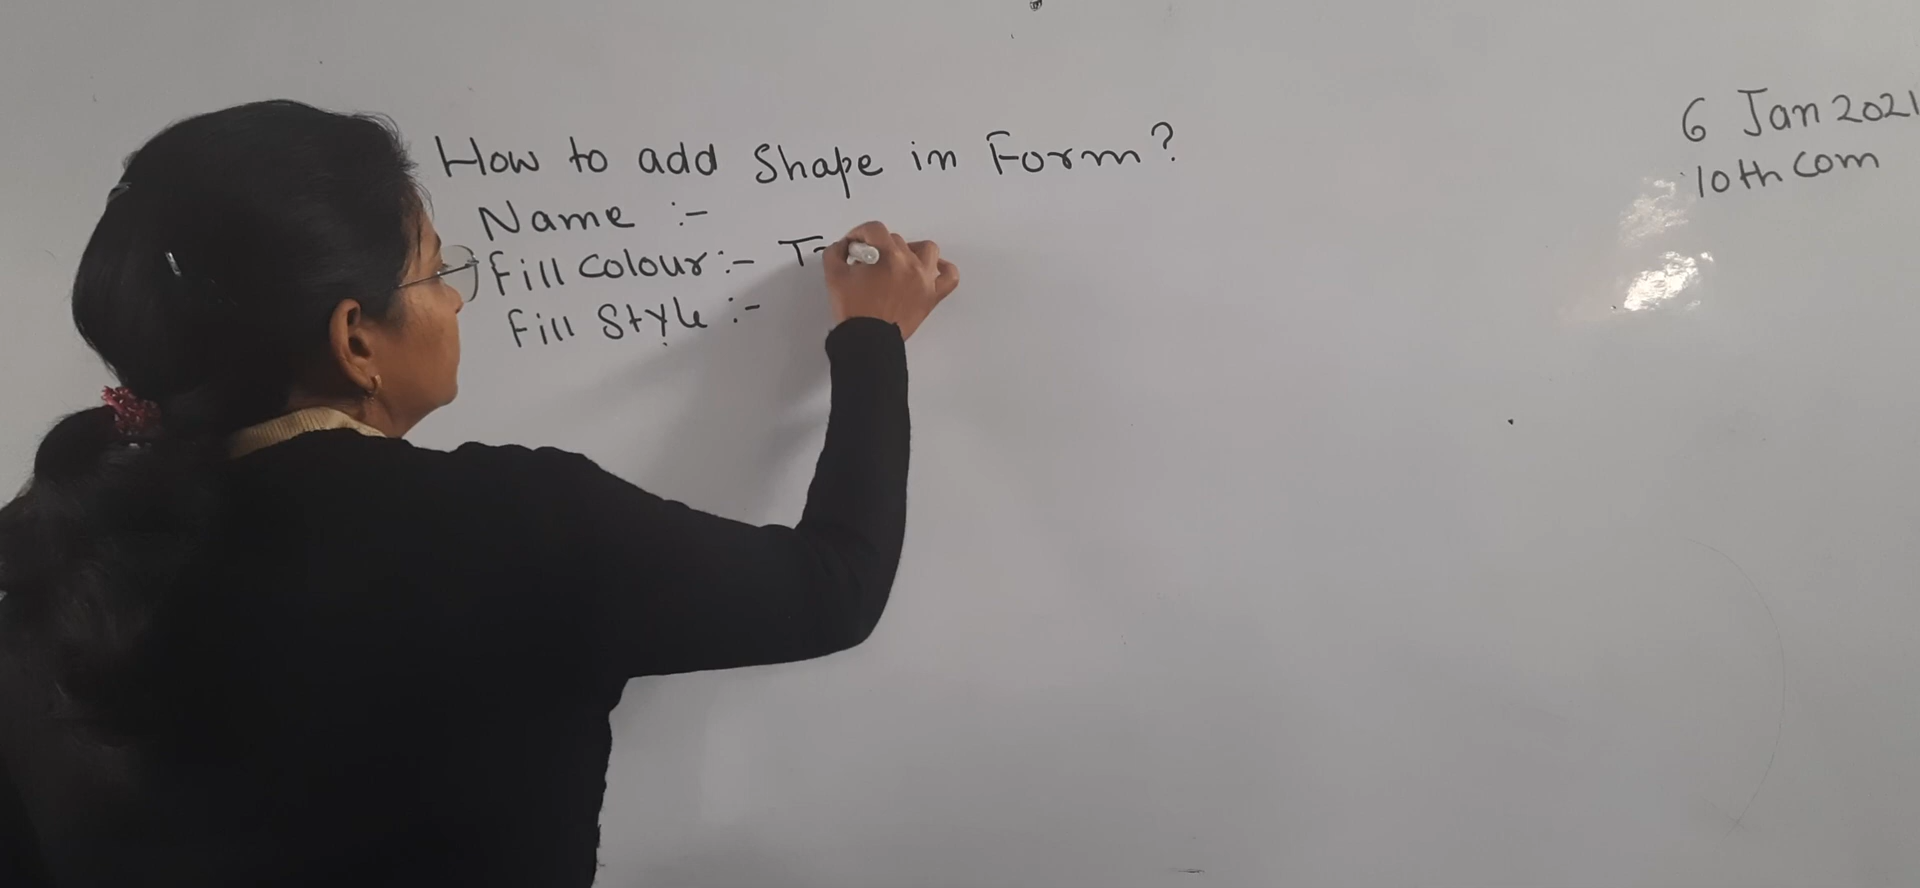 How to add Shape in Form?
Name :-
Fill Colour :-
Fill Style :-
6 Jan 2021
10th Com